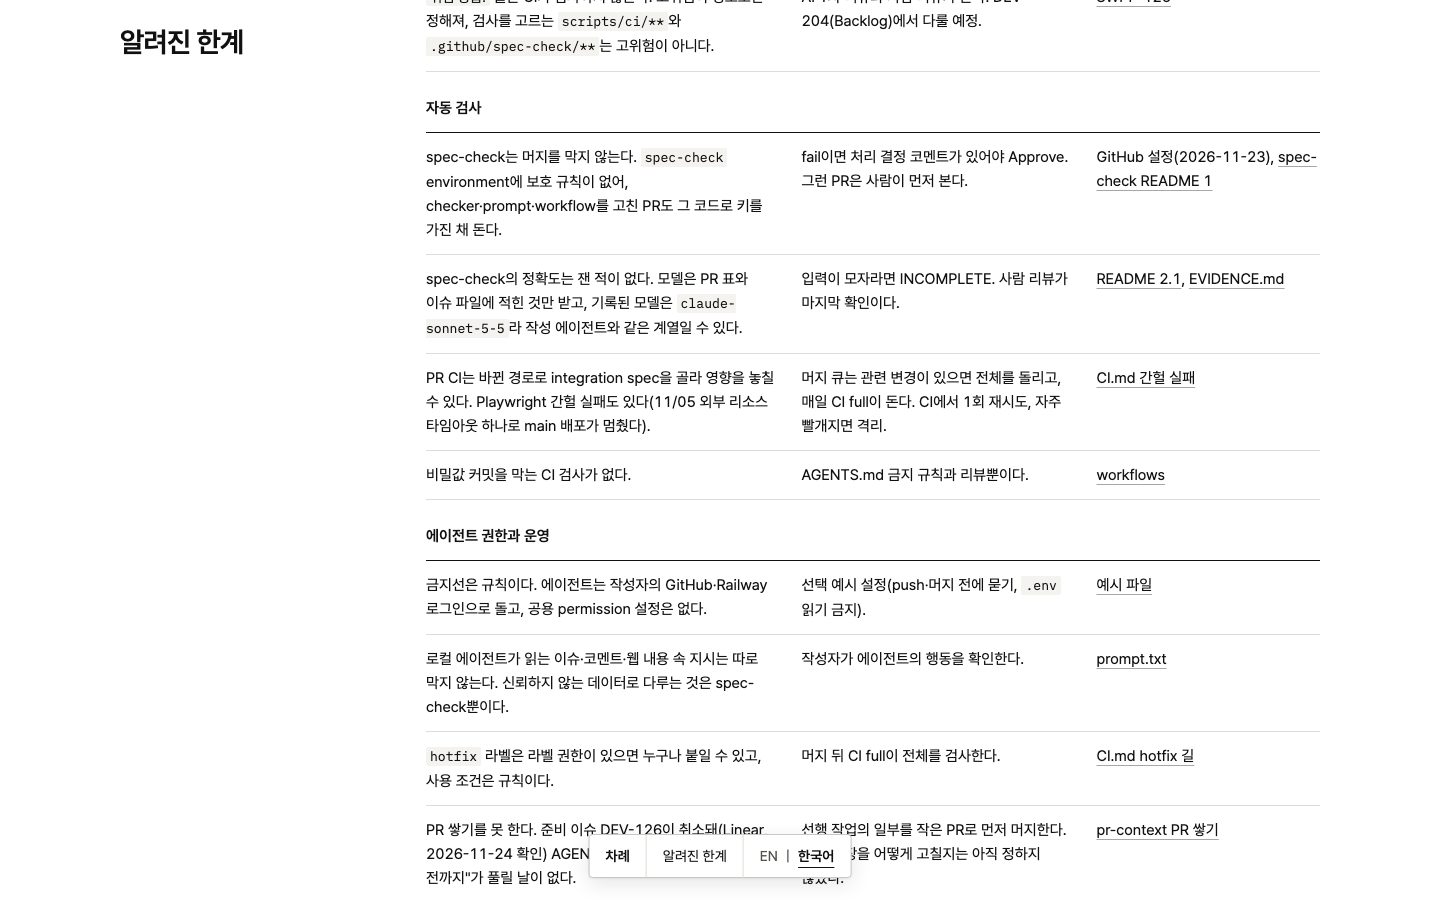 알려진 한계
정해져, 검사를 고르는 scripts/ci/** 와
.github/spec-check/** 는 고위험이 아니다.
204(Backlog)에서 다룰 예정.
자동 검사
spec-check는 머지를 막지 않는다. spec-check
environment에 보호 규칙이 없어,
checker·prompt·workflow를 고친 PR도 그 코드로 키를
가진 채 돈다.
fail이면 처리 결정 코멘트가 있어야 Approve.
그런 PR은 사람이 먼저 본다.
GitHub 설정(2026-11-23), spec-
check README 1
spec-check의 정확도는 잰 적이 없다. 모델은 PR 표와
이슈 파일에 적힌 것만 받고, 기록된 모델은 claude-
sonnet-5-5 라 작성 에이전트와 같은 계열일 수 있다.
입력이 모자라면 INCOMPLETE. 사람 리뷰가
마지막 확인이다.
README 2.1, EVIDENCE.md
PR CI는 바뀐 경로로 integration spec을 골라 영향을 놓칠
수 있다. Playwright 간헐 실패도 있다(11/05 외부 리소스
타임아웃 하나로 main 배포가 멈췄다).
머지 큐는 관련 변경이 있으면 전체를 돌리고,
매일 CI full이 돈다. CI에서 1회 재시도, 자주
빨개지면 격리.
CI.md 간헐 실패
비밀값 커밋을 막는 CI 검사가 없다.
AGENTS.md 금지 규칙과 리뷰뿐이다.
workflows
에이전트 권한과 운영
금지선은 규칙이다. 에이전트는 작성자의 GitHub·Railway
로그인으로 돌고, 공용 permission 설정은 없다.
선택 예시 설정(push·머지 전에 묻기, .env
읽기 금지).
예시 파일
로컬 에이전트가 읽는 이슈·코멘트·웹 내용 속 지시는 따로
막지 않는다. 신뢰하지 않는 데이터로 다루는 것은 spec-
check뿐이다.
작성자가 에이전트의 행동을 확인한다.
prompt.txt
hotfix 라벨은 라벨 권한이 있으면 누구나 붙일 수 있고,
사용 조건은 규칙이다.
머지 뒤 CI full이 전체를 검사한다.
CI.md hotfix 길
PR 쌓기를 못 한다. 준비 이슈 DEV-126이 취소돼(Linear
2026-11-24 확인) AGEN
전까지"가 풀릴 날이 없다.
선행 작업의 일부를 작은 PR로 먼저 머지한다.
을 어떻게 고칠지는 아직 정하지
않았다.
pr-context PR 쌓기
차례
알려진 한계
EN | 한국어